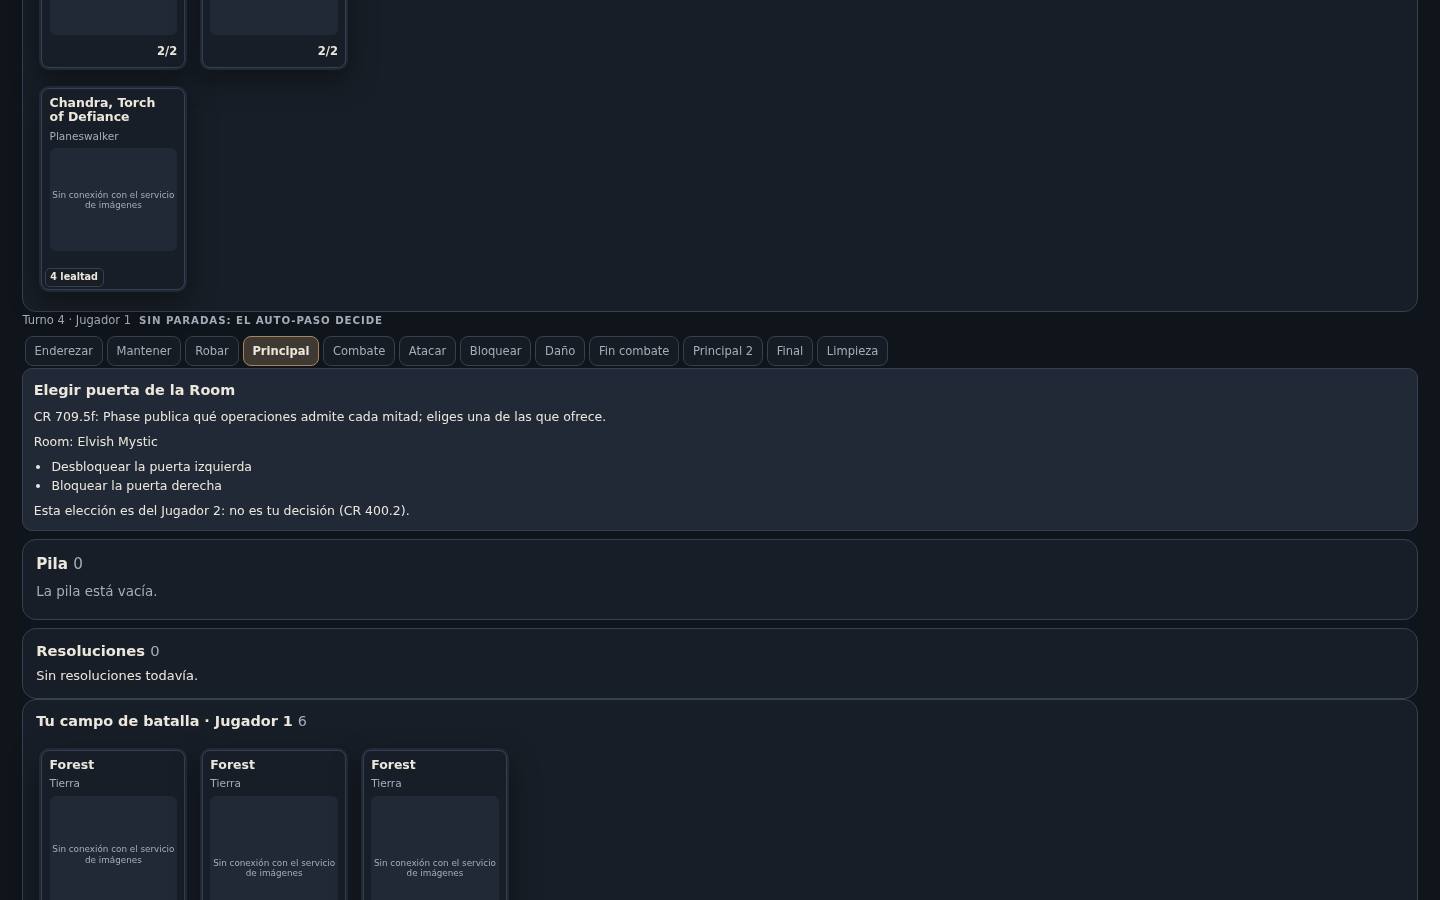 2/2
2/2
Chandra, Torch
of Defiance
Planeswalker
Sin conexión con el servicio
de imágenes
4 lealtad
Turno 4 · Jugador 1 SIN PARADAS: EL AUTO-PASO DECIDE
Enderezar Mantener Robar Principal Combate Atacar Bloquear Daño Fin combate Principal 2 Final Limpieza
Elegir puerta de la Room
CR 709.5f: Phase publica qué operaciones admite cada mitad; eliges una de las que ofrece.
Room: Elvish Mystic
• Desbloquear la puerta izquierda
• Bloquear la puerta derecha
Esta elección es del Jugador 2: no es tu decisión (CR 400.2).
Pila 0
La pila está vacía.
Resoluciones 0
Sin resoluciones todavía.
Tu campo de batalla · Jugador 1 6
Forest
Tierra
Sin conexión con el servicio
de imágenes
Forest
Tierra
Sin conexión con el servicio
de imágenes
Forest
Tierra
Sin conexión con el servicio
de imágenes